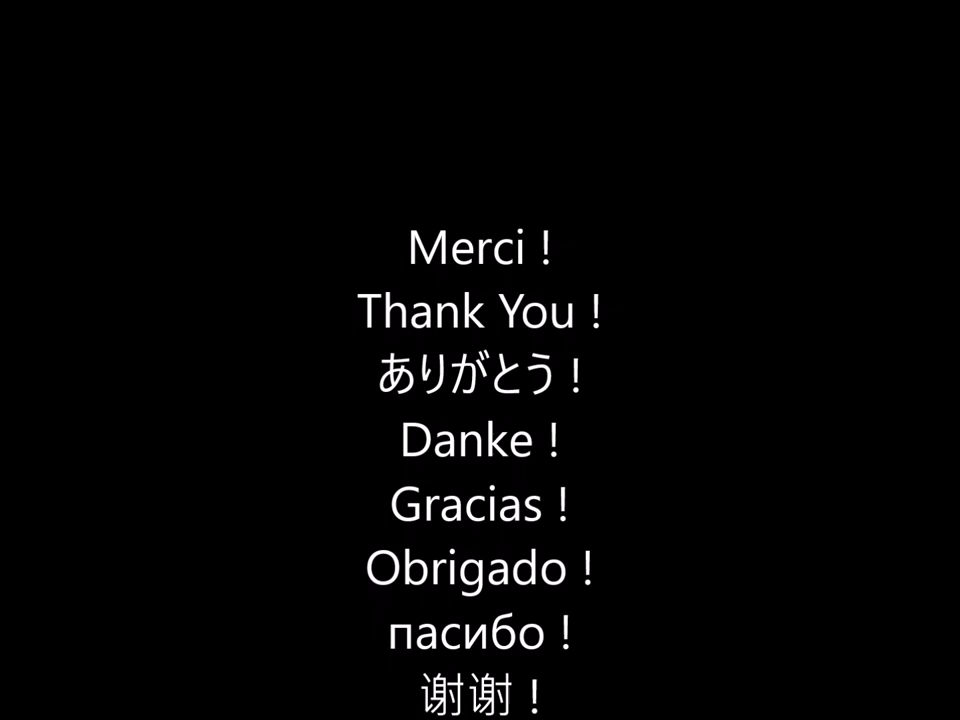 Merci !
Thank You !
ありがとう !
Danke !
Gracias !
Obrigado !
пасибо !
谢谢 !